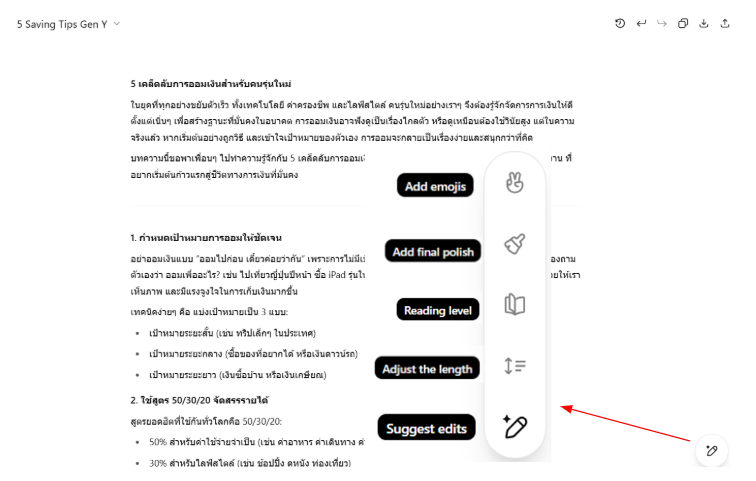 5 Saving Tips Gen Y
5 เคล็ดลับการออมเงินสำหรับคนรุ่นใหม่
ในยุคที่ทุกอย่างขยับตัวเร็ว ทั้งเทคโนโลยี ค่าครองชีพ และไลฟ์สไตล์ คนรุ่นใหม่อย่างเราๆ จึงต้องรู้จักจัดการการเงินให้ดี
ตั้งแต่เนิ่นๆ เพื่อสร้างฐานะที่มั่นคงในอนาคต การออมเงินอาจฟังดูเป็นเรื่องไกลตัว หรือดูเหมือนต้องใช้วินัยสูง แต่ในความ
จริงแล้ว หากเริ่มต้นอย่างถูกวิธี และเข้าใจเป้าหมายของตัวเอง การออมจะกลายเป็นเรื่องง่ายและสนุกกว่าที่คิด
บทความนี้ขอพาเพื่อนๆ ไปทำความรู้จักกับ 5 เคล็ดลับการออมเ าน ที่
อยากเริ่มต้นก้าวแรกสู่ชีวิตทางการเงินที่มั่นคง
Add emojis
1. กำหนดเป้าหมายการออมให้ชัดเจน
Add final polish
อย่าออมเงินแบบ “ออมไปก่อน เดี๋ยวค่อยว่ากัน” เพราะการไม่มีเ องถาม
ตัวเองว่า ออมเพื่ออะไร? เช่น ไปเที่ยวญี่ปุ่นปีหน้า ซื้อ iPad รุ่นใ ยให้เรา
เห็นภาพ และมีแรงจูงใจในการเก็บเงินมากขึ้น
Reading level
เทคนิคง่ายๆ คือ แบ่งเป้าหมายเป็น 3 แบบ:
• เป้าหมายระยะสั้น (เช่น ทริปเล็กๆ ในประเทศ)
• เป้าหมายระยะกลาง (ซื้อของที่อยากได้ หรือเงินดาวน์รถ)
• เป้าหมายระยะยาว (เงินซื้อบ้าน หรือเงินเกษียณ)
Adjust the length
2. ใช้สูตร 50/30/20 จัดสรรรายได้
สูตรยอดฮิตที่ใช้กันทั่วโลกคือ 50/30/20:
Suggest edits
• 50% สำหรับค่าใช้จ่ายจำเป็น (เช่น ค่าอาหาร ค่าเดินทาง ค่
• 30% สำหรับไลฟ์สไตล์ (เช่น ช้อปปิ้ง ดูหนัง ท่องเที่ยว)